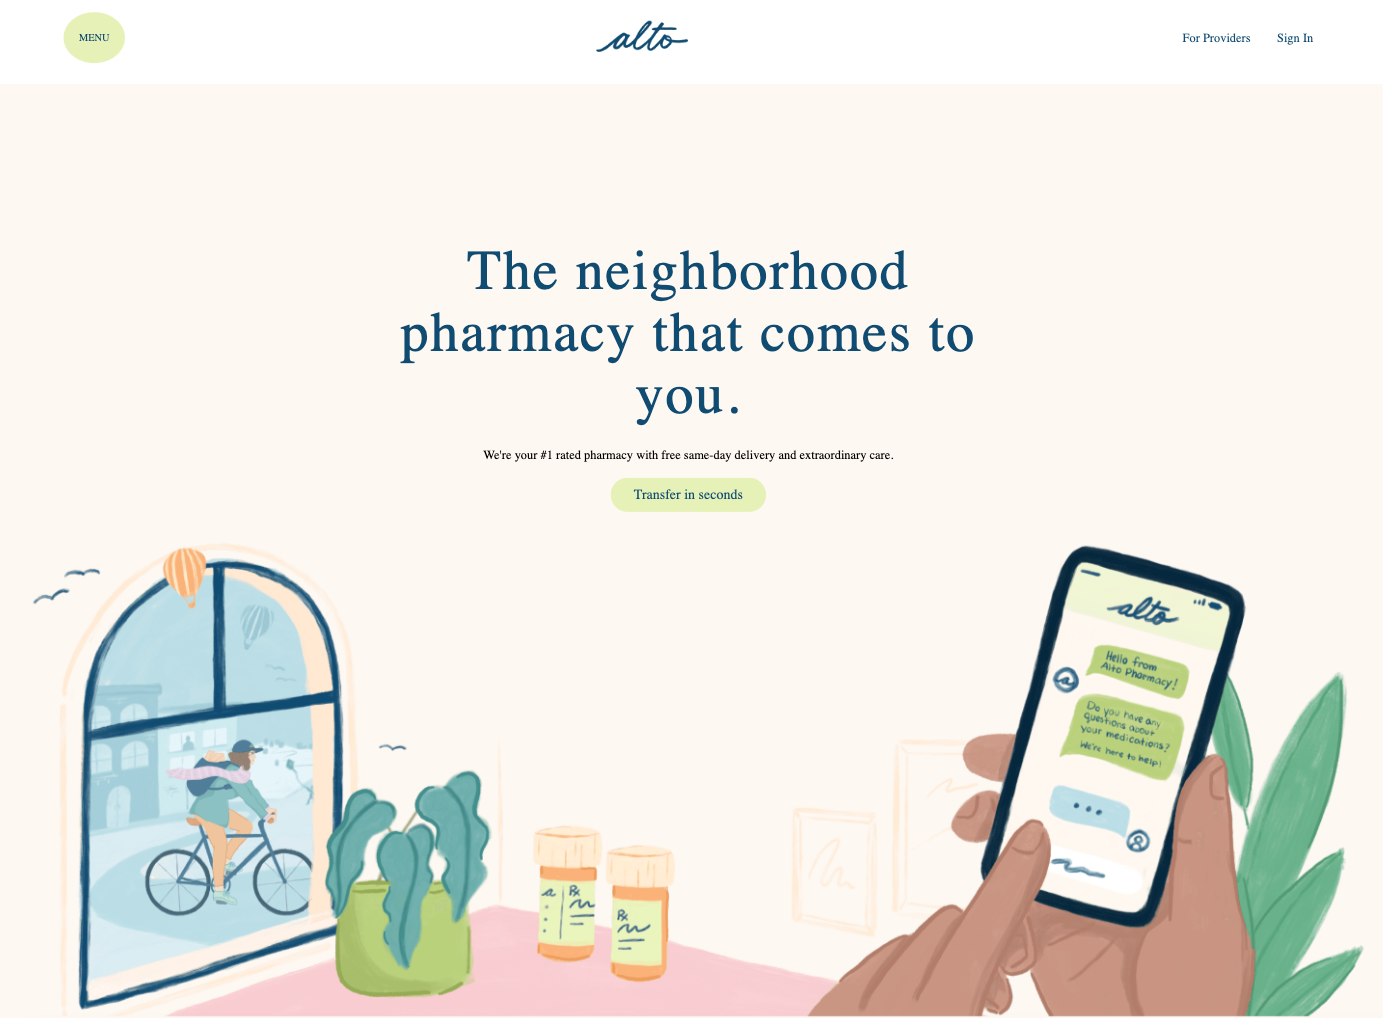 MENU
alto
For Providers
Sign In
The neighborhood
pharmacy that comes to
you.
We're your #1 rated pharmacy with free same-day delivery and extraordinary care.
Transfer in seconds
alto
Hello from
Alto Pharmacy!
a
Do you have any
questions about
your medications?
We're here to help!
a
Rx
Rx